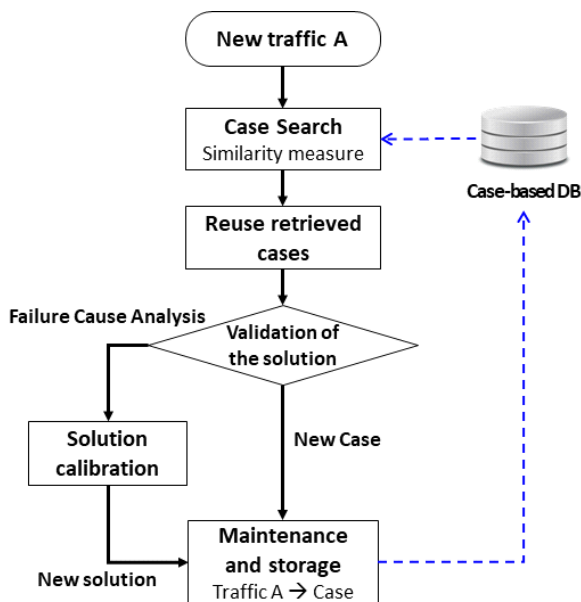 New traffic A
Case Search
Similarity measure
Case-based DB
Reuse retrieved
cases
Failure Cause Analysis
Validation of
the solution
Solution
calibration
New Case
Maintenance
and storage
Traffic A → Case
New solution